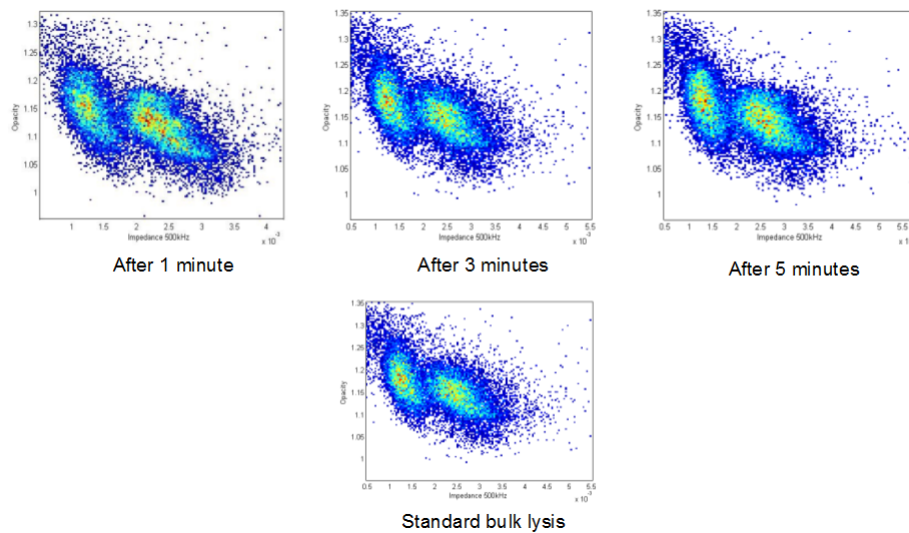 1.3
1.25
1.2
1.15
1.1
1.05
1
Opacity
1 1.5 2 2.5 3 3.5 4
Impedance 500kHz
x 10⁻³
After 1 minute
1.35
1.3
1.25
1.2
1.15
1.1
1.05
1
Opacity
0.5 1 1.5 2 2.5 3 3.5 4 4.5 5 5.5
Impedance 500kHz
x 10⁻³
After 3 minutes
1.35
1.3
1.25
1.2
1.15
1.1
1.05
1
Opacity
0.5 1 1.5 2 2.5 3 3.5 4 4.5 5 5.5
Impedance 500kHz
x 10⁻³
After 5 minutes
1.35
1.3
1.25
1.2
1.15
1.1
1.05
1
Opacity
0.5 1 1.5 2 2.5 3 3.5 4 4.5 5 5.5
Impedance 500kHz
x 10⁻³
Standard bulk lysis